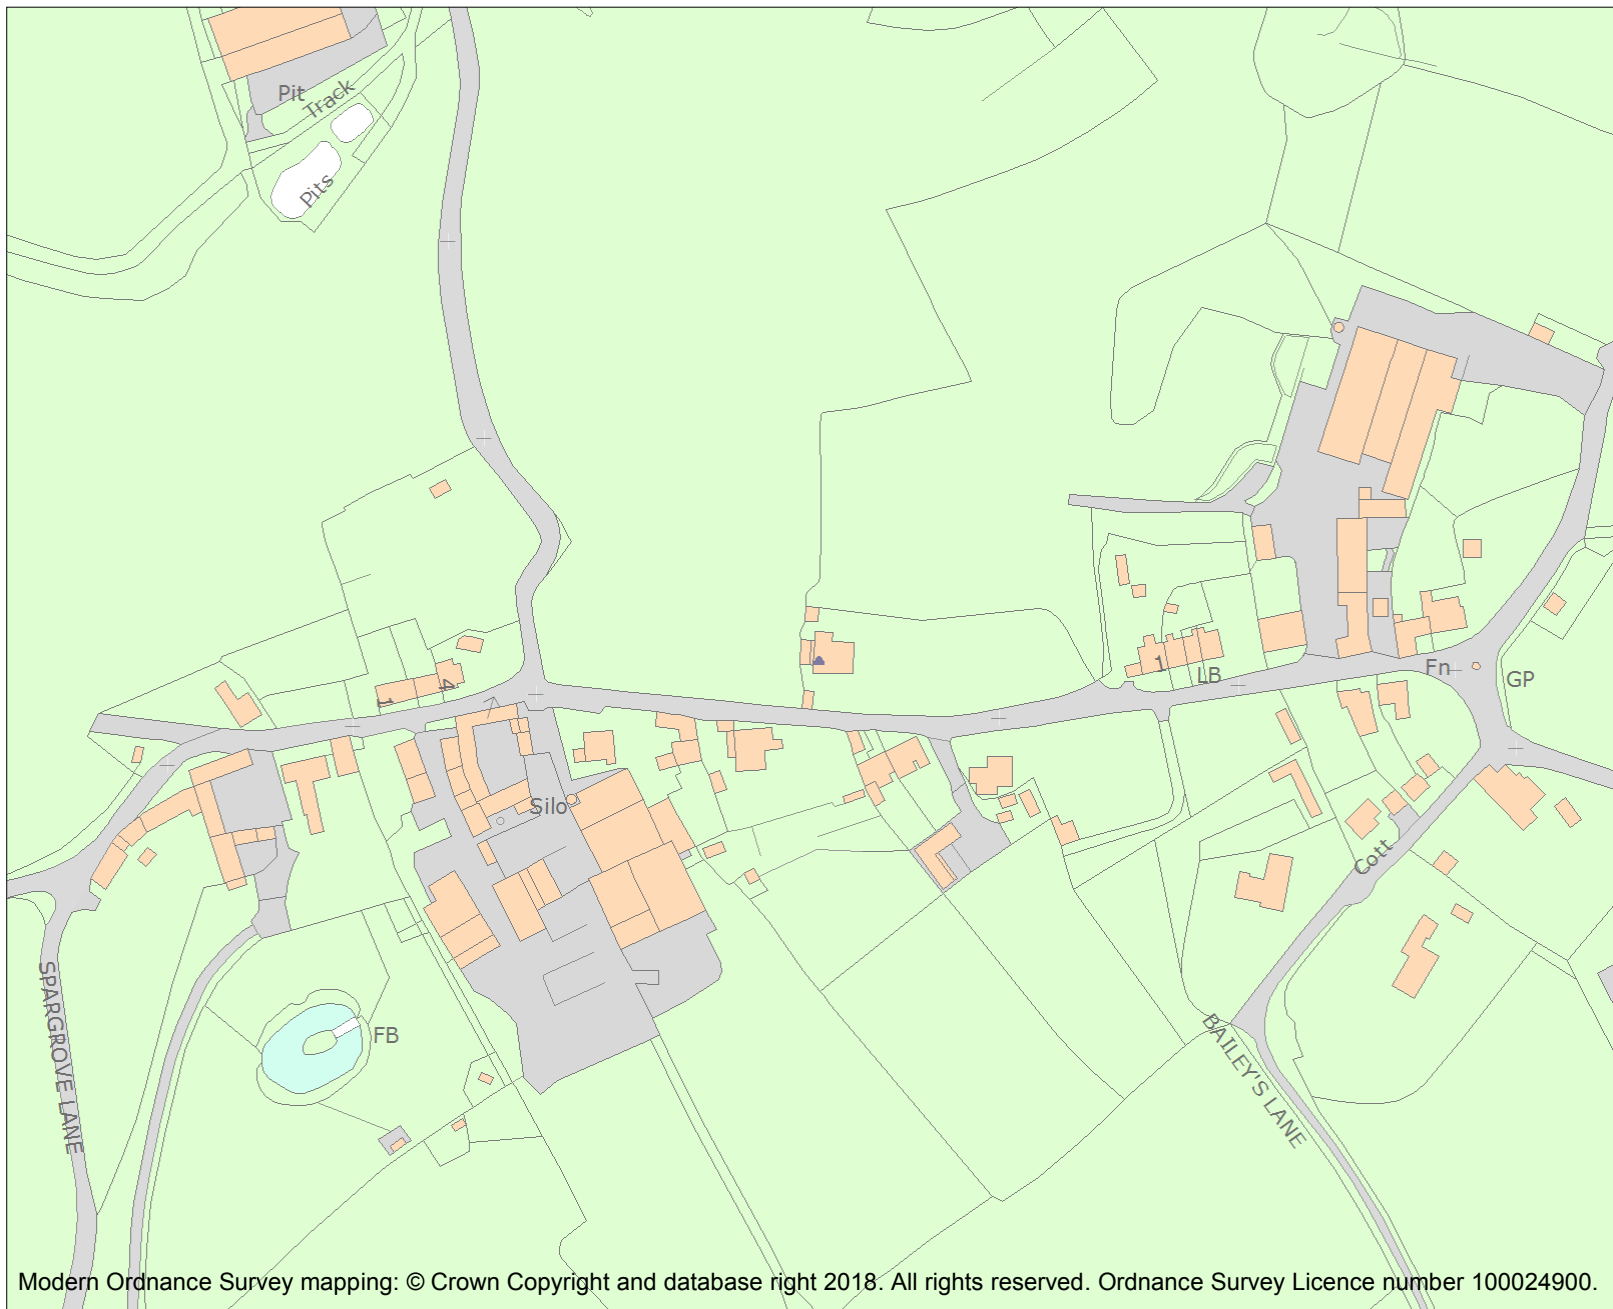 Pit
Track
Pits
1
4
1
LB
Fn
GP
Silo
Cott
SPARGROVE LANE
FB
BAILEY'S LANE
Modern Ordnance Survey mapping: © Crown Copyright and database right 2018. All rights reserved. Ordnance Survey Licence number 100024900.